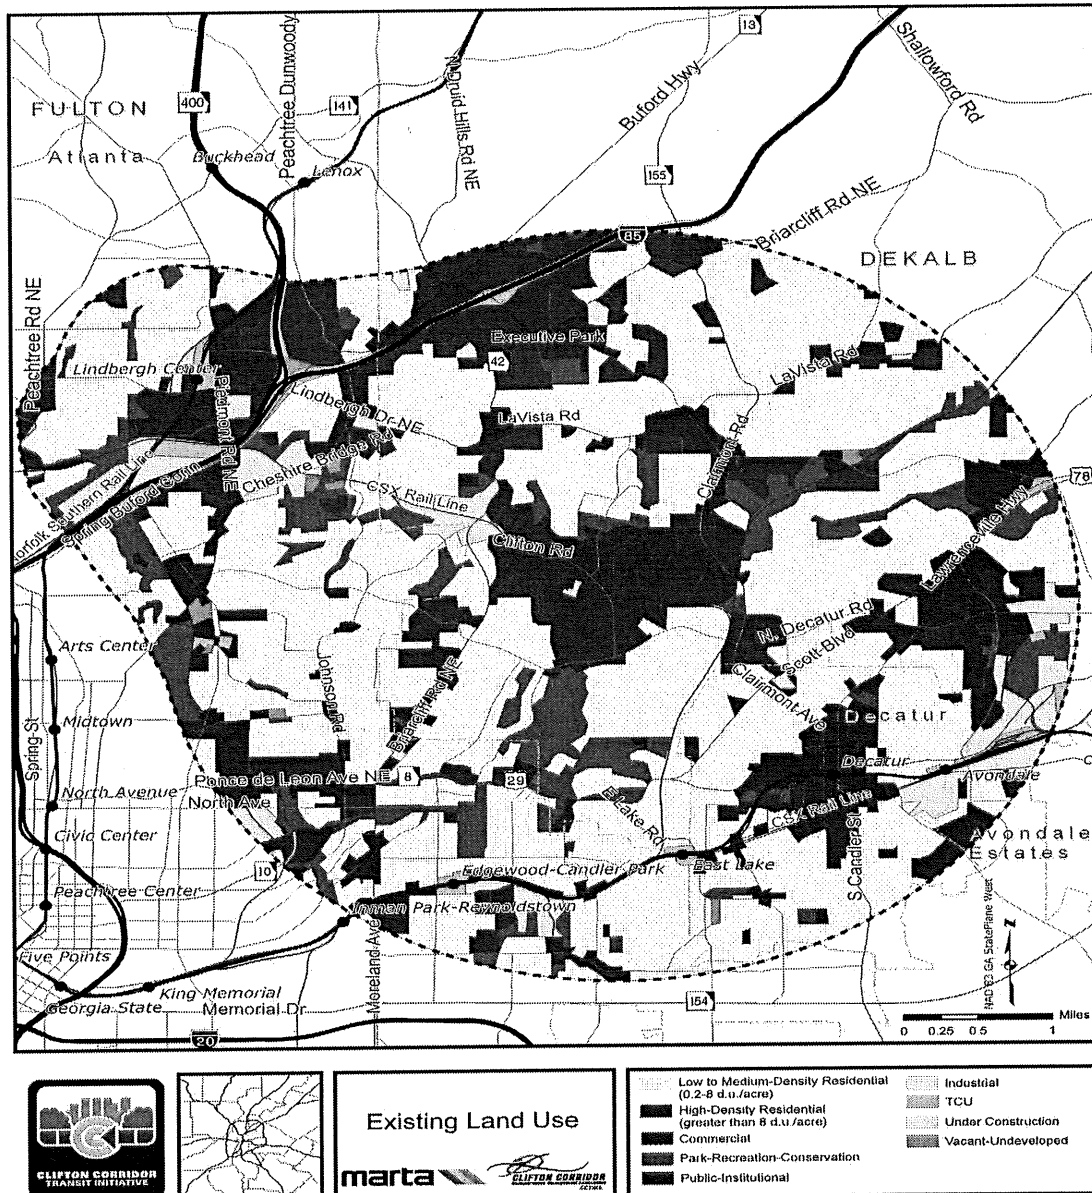 FULTON
Atlanta
400
Peachtree Dunwoody
141
N Druid Hills Rd NE
13
Buford Hwy
Shallowford Rd
Buckhead
Lenox
155
Briarcliff Rd NE
85
DEKALB
Peachtree Rd NE
Executive Park
42
Lindbergh Center
Piedmont Rd NE
Lindbergh Dr NE
LaVista Rd
LaVista Rd
Cheshire Bridge Rd
Clairmont Rd
Norfolk Southern Rail Line
Spring Buford Conn
CSX Rail Line
78
Clifton Rd
Lawrenceville Hwy
N. Decatur Rd
Scott Blvd
Arts Center
Johnson Rd
Briarcliff Rd NE
Clairmont Ave
Decatur
Midtown
Spring St
Ponce de Leon Ave NE
8
29
Decatur
Avondale
North Avenue
North Ave
E Lake Rd
CSX Rail Line
Civic Center
Avondale
Estates
10
Edgewood-Candler Park
East Lake
S Candler St
Peachtree Center
Inman Park-Reynoldstown
Five Points
Moreland Ave
King Memorial
Georgia State
Memorial Dr
154
20
NAD 83 GA StatePlane West
Z
0 0.25 0.5 1 Miles
CLIFTON CORRIDOR
TRANSIT INITIATIVE
Existing Land Use
marta
CLIFTON CORRIDOR
Low to Medium-Density Residential
(0.2-8 d.u./acre)
High-Density Residential
(greater than 8 d.u./acre)
Commercial
Park-Recreation-Conservation
Public-Institutional
Industrial
TCU
Under Construction
Vacant-Undeveloped